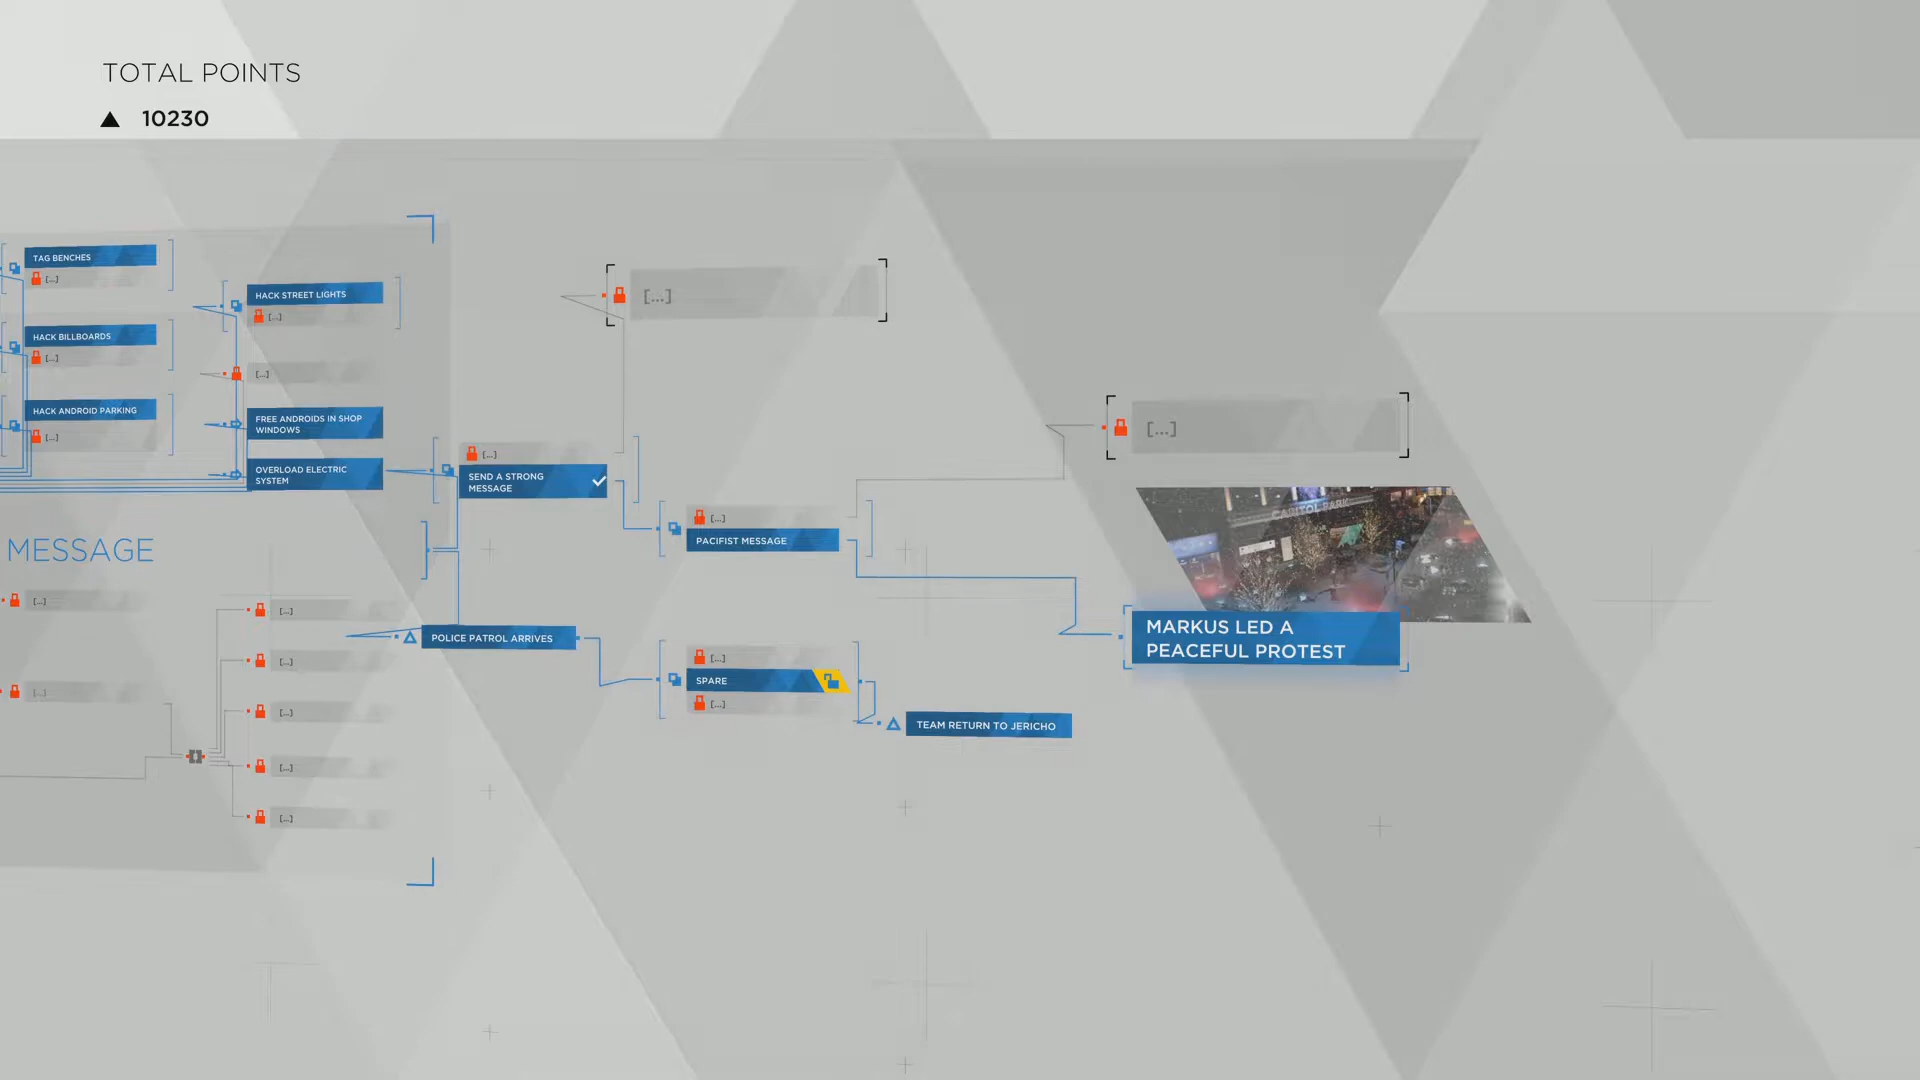 TOTAL POINTS
10230
TAG BENCHES
[...]
HACK STREET LIGHTS
[...]
[...]
HACK BILLBOARDS
[...]
[...]
HACK ANDROID PARKING
[...]
FREE ANDROIDS IN SHOP
WINDOWS
OVERLOAD ELECTRIC
SYSTEM
[...]
SEND A STRONG
MESSAGE
[...]
PACIFIST MESSAGE
[...]
CAPITOL PARK
MARKUS LED A
PEACEFUL PROTEST
MESSAGE
[...]
[...]
[...]
[...]
[...]
[...]
[...]
POLICE PATROL ARRIVES
[...]
SPARE
[...]
TEAM RETURN TO JERICHO